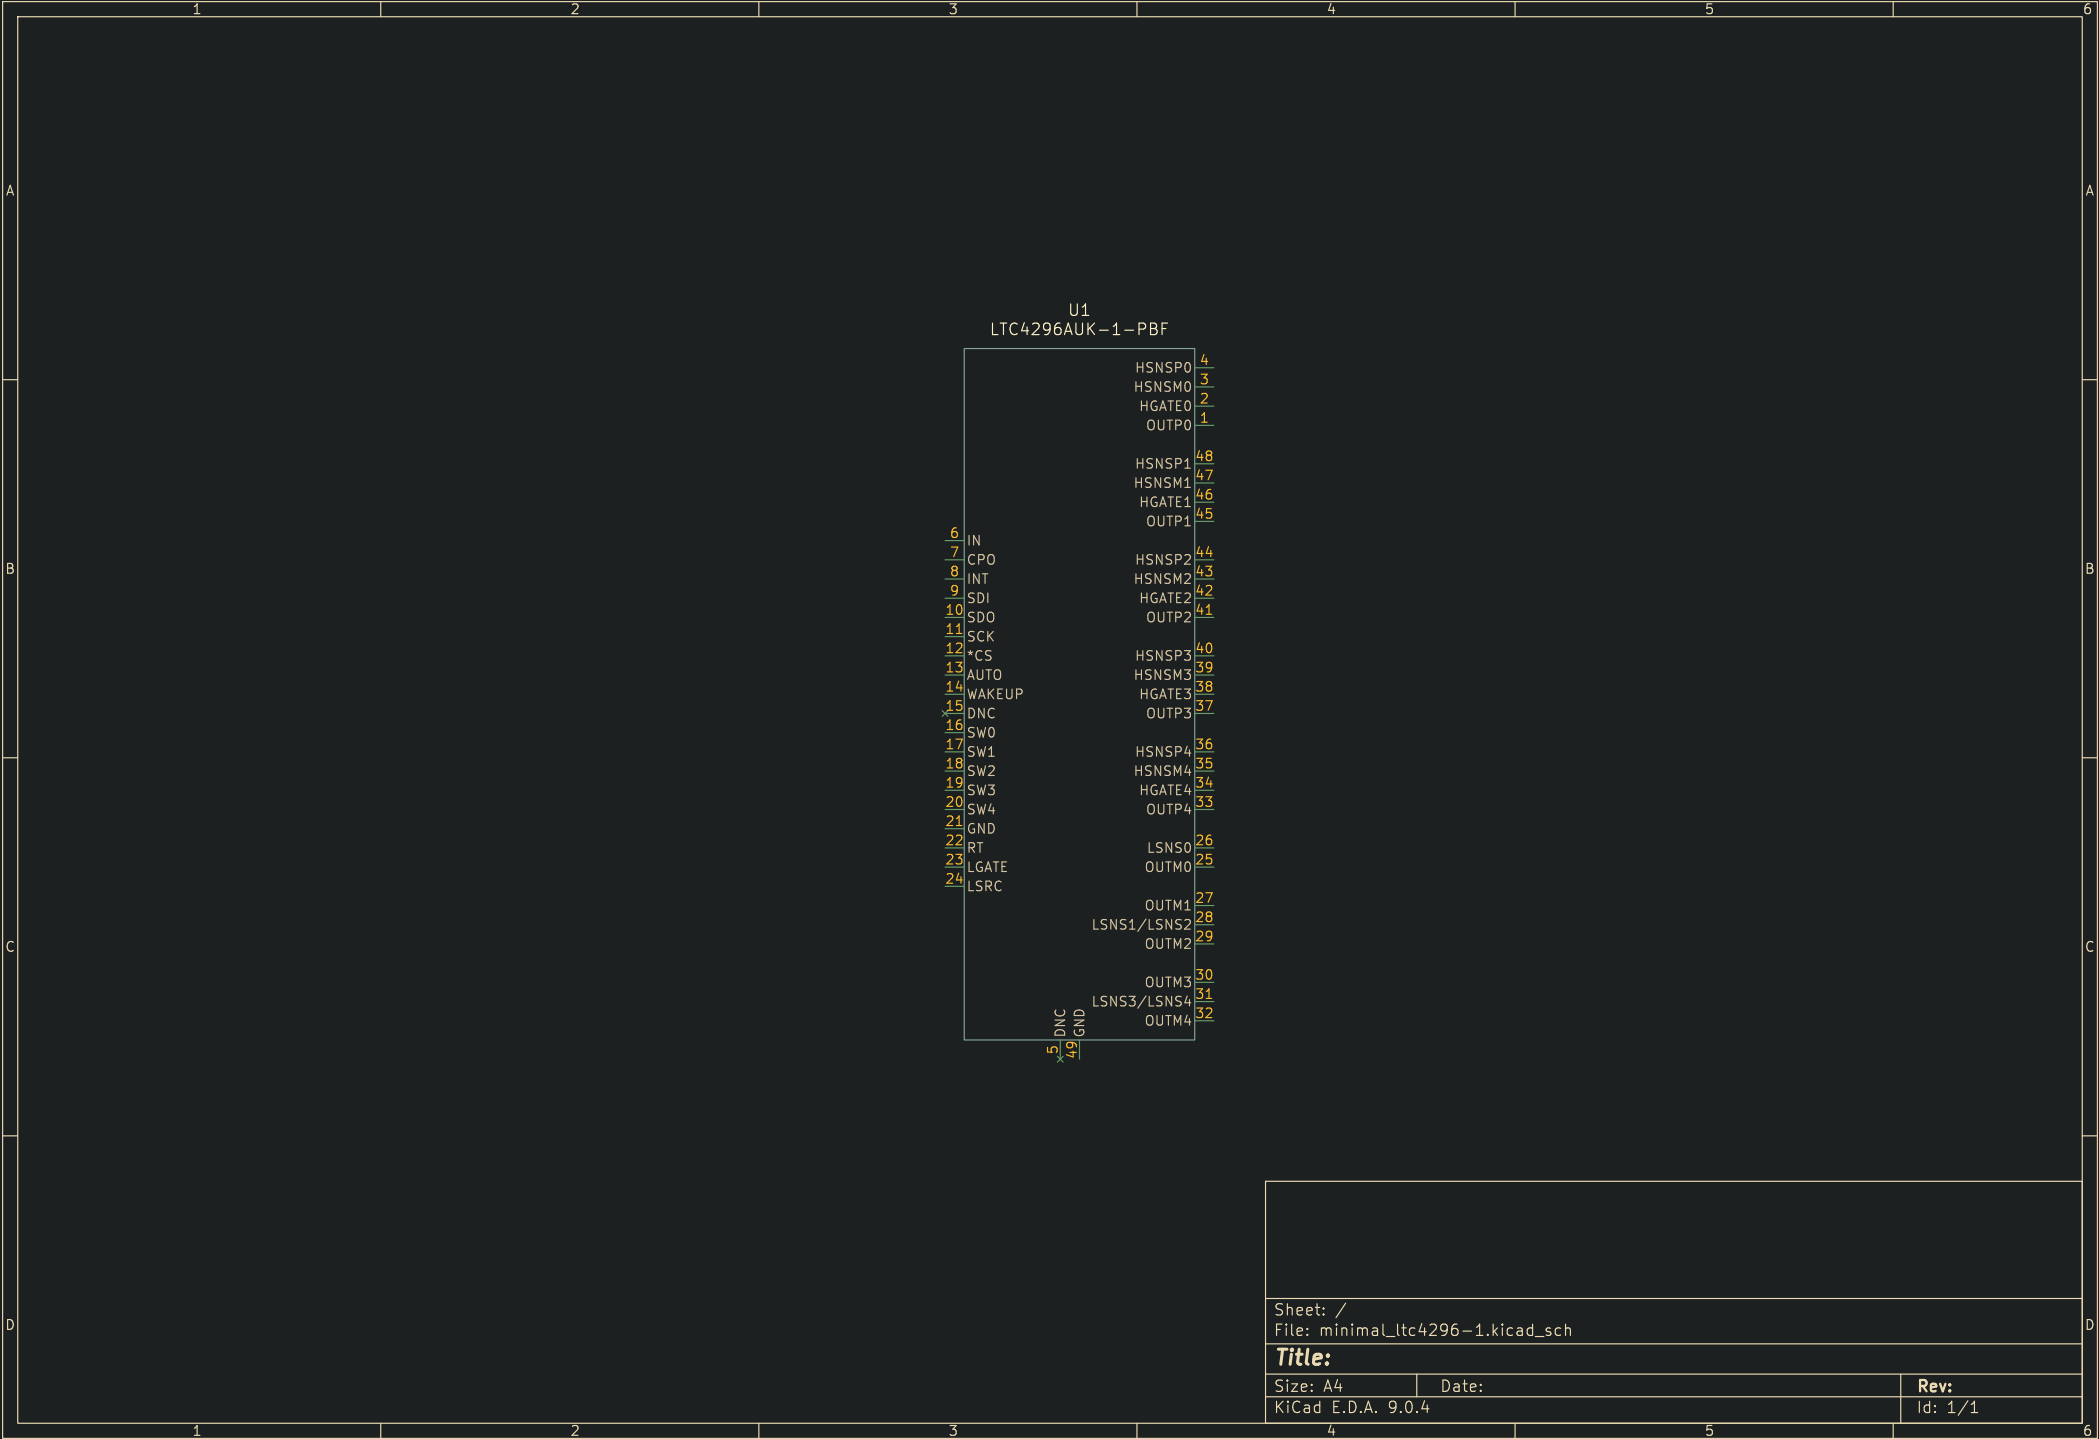 1 2 3 4 5 6
A A
U1
LTC4296AUK-1-PBF
HSNSP0 4
HSNSM0 3
HGATE0 2
OUTP0 1
HSNSP1 48
HSNSM1 47
HGATE1 46
OUTP1 45
6 IN
7 CPO HSNSP2 44
8 INT HSNSM2 43
B B
9 SDI HGATE2 42
10 SDO OUTP2 41
11 SCK
12 *CS HSNSP3 40
13 AUTO HSNSM3 39
14 WAKEUP HGATE3 38
15 DNC OUTP3 37
16 SW0
17 SW1 HSNSP4 36
18 SW2 HSNSM4 35
19 SW3 HGATE4 34
20 SW4 OUTP4 33
21 GND
22 RT LSNS0 26
23 LGATE OUTM0 25
24 LSRC
OUTM1 27
LSNS1/LSNS2 28
OUTM2 29
C C
OUTM3 30
LSNS3/LSNS4 31
OUTM4 32
DNC GND
5 49
Sheet: /
File: minimal_ltc4296-1.kicad_sch
D D
Title:
Size: A4 Date: Rev:
KiCad E.D.A. 9.0.4 Id: 1/1
1 2 3 4 5 6